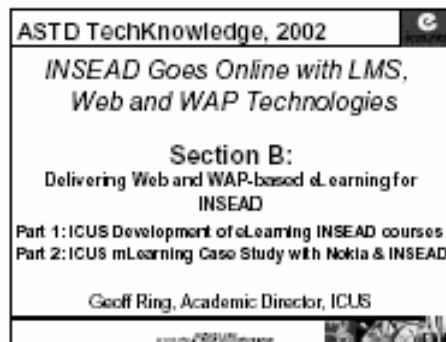 ASTD TechKnowledge, 2002
e
INSEAD Goes Online with LMS,
Web and WAP Technologies
Section B:
Delivering Web and WAP-based eLearning for
INSEAD
Part 1: ICUS Development of eLearning INSEAD courses
Part 2: ICUS mLearning Case Study with Nokia & INSEAD
Geoff Ring, Academic Director, ICUS